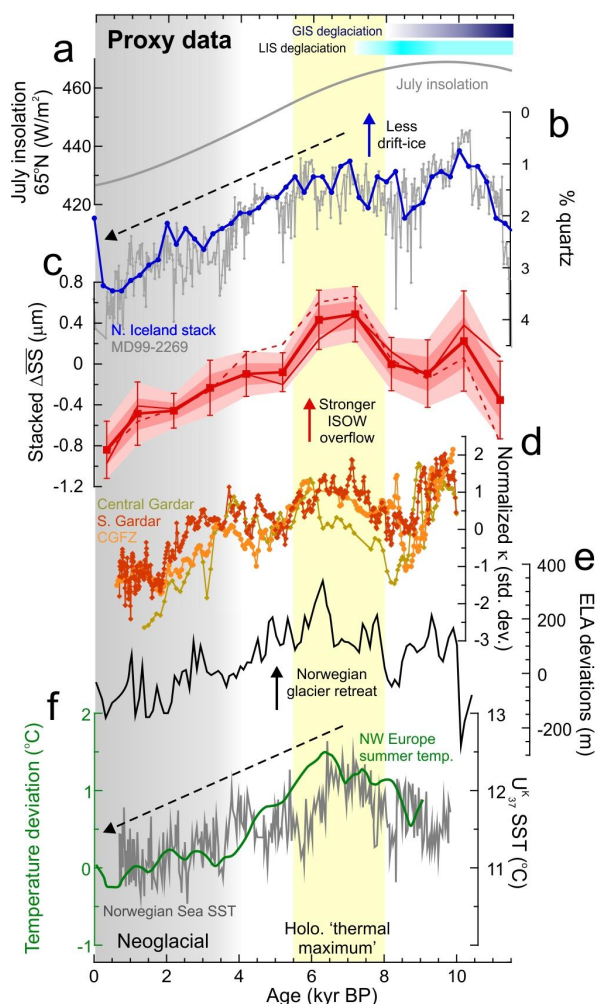 Proxy data
GIS deglaciation
LIS deglaciation
a
July insolation
65°N (W/m²)
460
440
420
July insolation
Less
drift-ice
b
0
1
2
3
4
% quartz
N. Iceland stack
MD99-2269
c
Stacked ΔSS (μm)
0.8
0.4
0
-0.4
-0.8
-1.2
Stronger
ISOW
overflow
d
2
1
0
-1
-2
-3
Normalized κ (std. dev.)
Central Gardar
S. Gardar
CGFZ
e
400
200
0
-200
ELA deviations (m)
Norwegian
glacier retreat
f
Temperature deviation (°C)
2
1
0
-1
NW Europe
summer temp.
13
12
11
UK37 SST (°C)
Norwegian Sea SST
Neoglacial
Holo. ‘thermal
maximum’
0 2 4 6 8 10
Age (kyr BP)